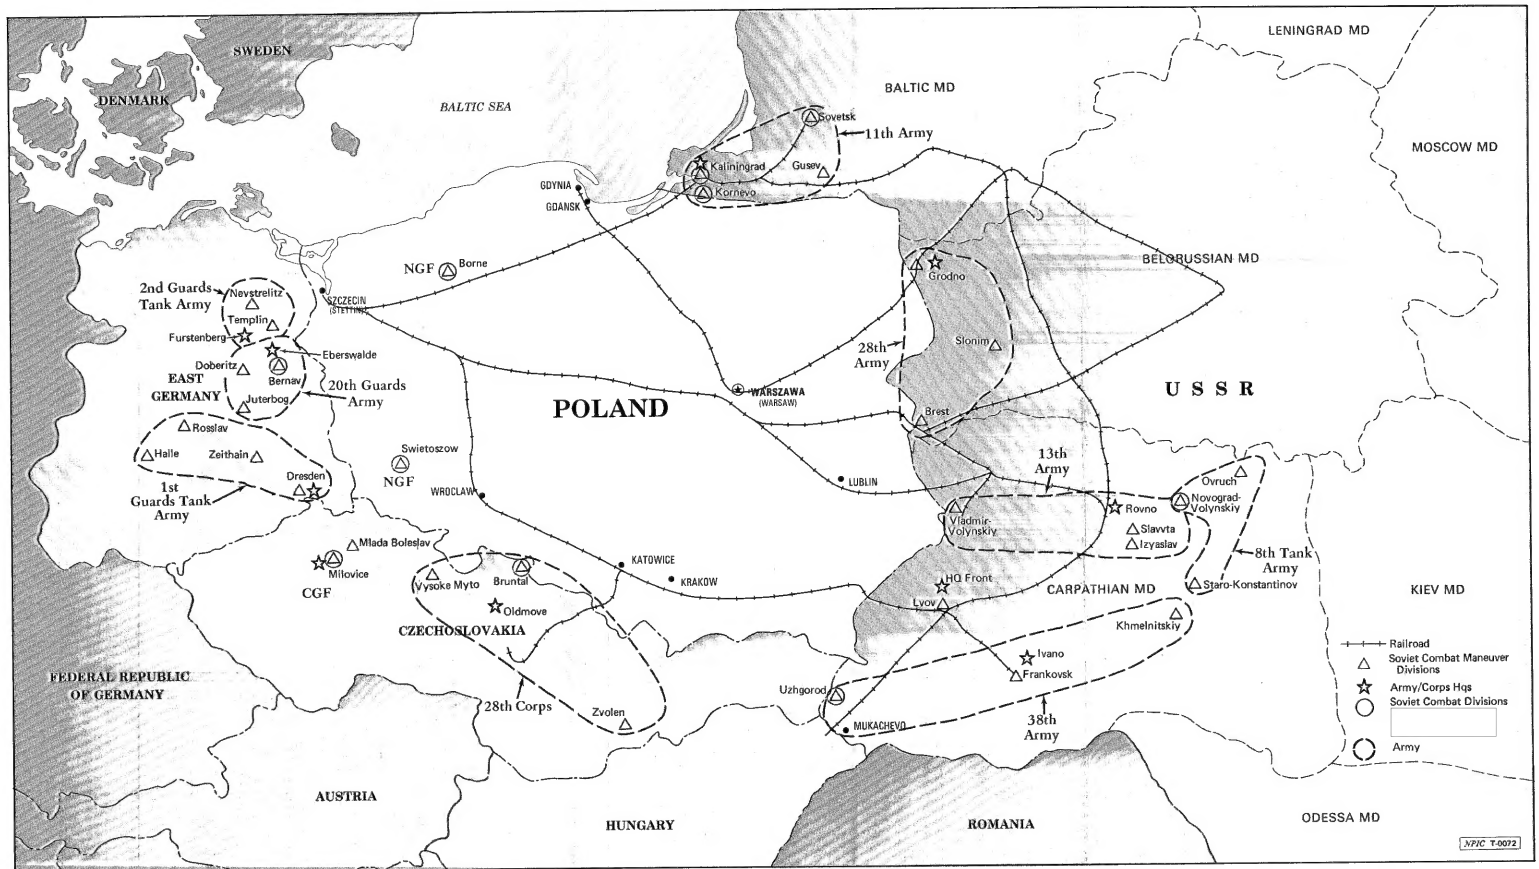 LENINGRAD MD
SWEDEN
BALTIC MD
DENMARK
BALTIC SEA
Sovetsk
11th Army
MOSCOW MD
Kaliningrad
Gusev
Kornevo
GDYNIA
GDANSK
NGF
Borne
BELORUSSIAN MD
Grodno
2nd Guards
Tank Army
Nevstrelitz
SZCZECIN
(STETTIN)
Templin
Furstenberg
Eberswalde
Slonim
28th
Army
Doberitz
EAST
GERMANY
Bernav
20th Guards
Army
USSR
WARSZAWA
(WARSAW)
POLAND
Juterbog
Brest
Rosslav
Halle
Zeithain
Swietoszow
NGF
13th
Army
Dresden
1st
Guards Tank
Army
WROCLAW
LUBLIN
Ovruch
Novograd-
Volynskiy
Rovno
Vladmir-
Volynskiy
Slavvta
Izyaslav
8th Tank
Army
Mlada Boleslav
Milovice
CGF
KATOWICE
KRAKOW
Vysoke Myto
Bruntal
Oldmove
HQ Front
Lvov
CARPATHIAN MD
Staro-Konstantinov
KIEV MD
Khmelnitskiy
CZECHOSLOVAKIA
FEDERAL REPUBLIC
OF GERMANY
28th Corps
Zvolen
Uzhgorod
Ivano
Frankovsk
MUKACHEVO
38th
Army
Railroad
Soviet Combat Maneuver
Divisions
Army/Corps Hqs
Soviet Combat Divisions
Army
AUSTRIA
HUNGARY
ROMANIA
ODESSA MD
NPIC T-0072